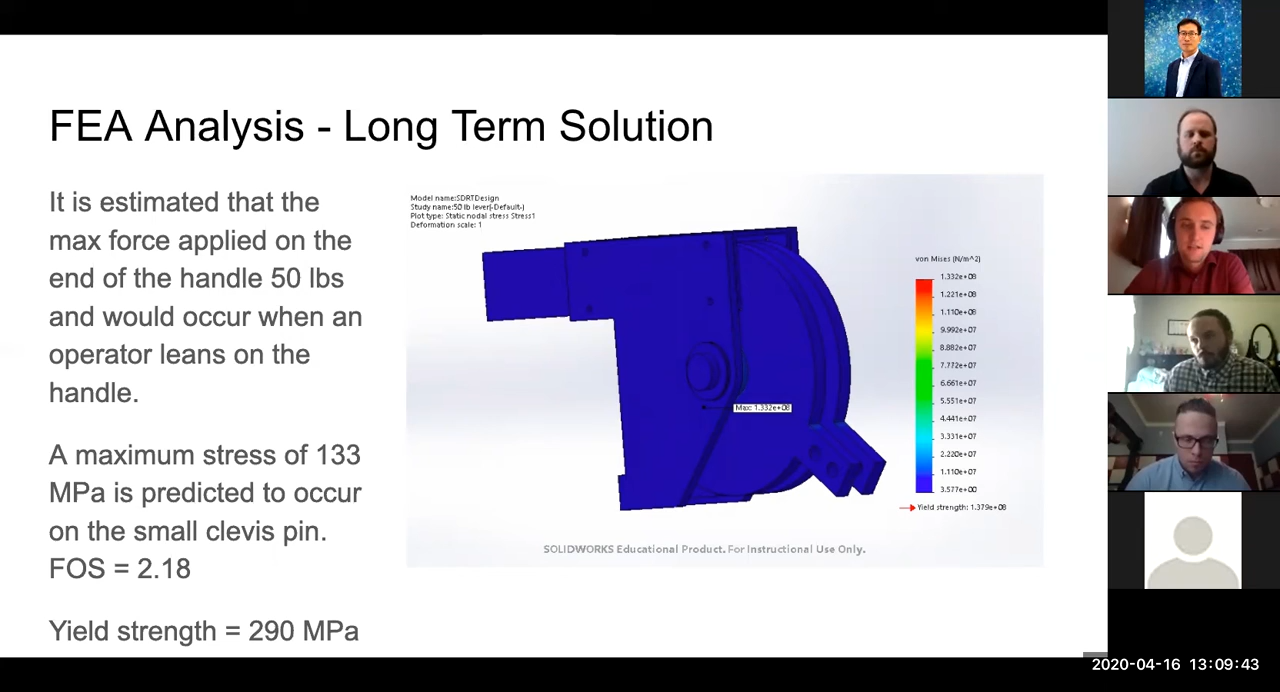 FEA Analysis - Long Term Solution
It is estimated that the
max force applied on the
end of the handle 50 lbs
and would occur when an
operator leans on the
handle.
A maximum stress of 133
MPa is predicted to occur
on the small clevis pin.
FOS = 2.18
Yield strength = 290 MPa
Model name:SDRTDesign
Study name:50 lb lever(-Default-)
Plot type: Static nodal stress Stress1
Deformation scale: 1
Max: 1.332e+08
von Mises (N/m^2)
1.332e+08
1.221e+08
1.110e+08
9.992e+07
8.882e+07
7.772e+07
6.661e+07
5.551e+07
4.441e+07
3.331e+07
2.220e+07
1.110e+07
3.577e+00
Yield strength: 1.379e+08
SOLIDWORKS Educational Product. For Instructional Use Only.
2020-04-16 13:09:43